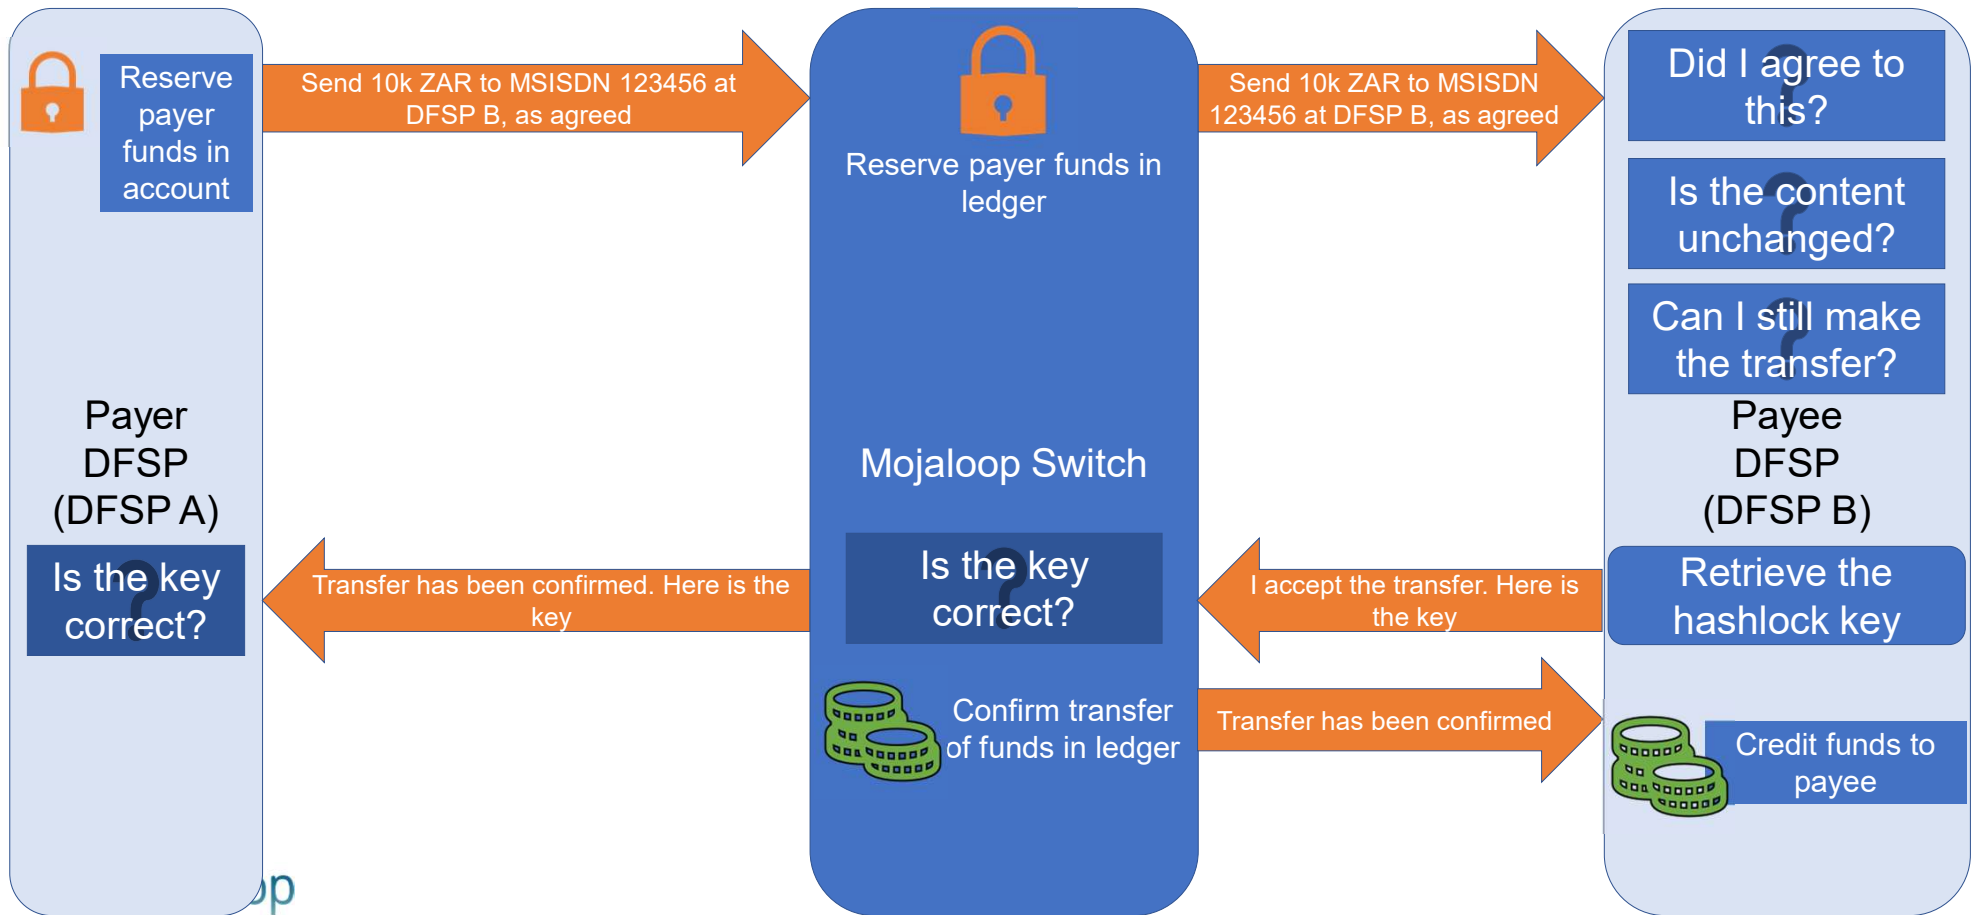 Reserve
payer
funds in
account
Send 10k ZAR to MSISDN 123456 at
DFSP B, as agreed
Reserve payer funds in
ledger
Send 10k ZAR to MSISDN
123456 at DFSP B, as agreed
Did I agree to
this?
Is the content
unchanged?
Can I still make
the transfer?
Payer
DFSP
(DFSP A)
Mojaloop Switch
Payee
DFSP
(DFSP B)
Is the key
correct?
Transfer has been confirmed. Here is the
key
Is the key
correct?
I accept the transfer. Here is
the key
Retrieve the
hashlock key
Confirm transfer
of funds in ledger
Transfer has been confirmed
Credit funds to
payee